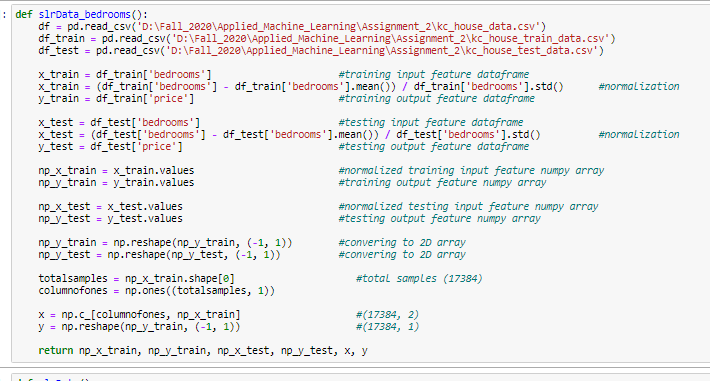 : def slrData_bedrooms():
df = pd.read_csv('D:\Fall_2020\Applied_Machine_Learning\Assignment_2\kc_house_data.csv')
df_train = pd.read_csv('D:\Fall_2020\Applied_Machine_Learning\Assignment_2\kc_house_train_data.csv')
df_test = pd.read_csv('D:\Fall_2020\Applied_Machine_Learning\Assignment_2\kc_house_test_data.csv')
x_train = df_train['bedrooms'] #training input feature dataframe
x_train = (df_train['bedrooms'] - df_train['bedrooms'].mean()) / df_train['bedrooms'].std() #normalization
y_train = df_train['price'] #training output feature dataframe
x_test = df_test['bedrooms'] #testing input feature dataframe
x_test = (df_test['bedrooms'] - df_test['bedrooms'].mean()) / df_test['bedrooms'].std() #normalization
y_test = df_test['price'] #testing output feature dataframe
np_x_train = x_train.values #normalized training input feature numpy array
np_y_train = y_train.values #training output feature numpy array
np_x_test = x_test.values #normalized testing input feature numpy array
np_y_test = y_test.values #testing output feature numpy array
np_y_train = np.reshape(np_y_train, (-1, 1)) #convering to 2D array
np_y_test = np.reshape(np_y_test, (-1, 1)) #convering to 2D array
totalsamples = np_x_train.shape[0] #total samples (17384)
columnofones = np.ones((totalsamples, 1))
x = np.c_[columnofones, np_x_train] #(17384, 2)
y = np.reshape(np_y_train, (-1, 1)) #(17384, 1)
return np_x_train, np_y_train, np_x_test, np_y_test, x, y